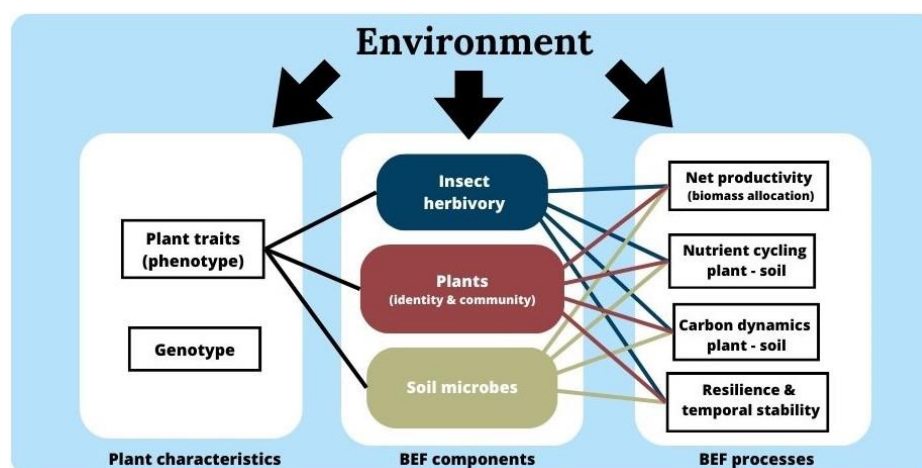 Environment
Plant traits
(phenotype)
Genotype
Plant characteristics
Insect
herbivory
Plants
(identity & community)
Soil microbes
BEF components
Net productivity
(biomass allocation)
Nutrient cycling
plant - soil
Carbon dynamics
plant - soil
Resilience &
temporal stability
BEF processes